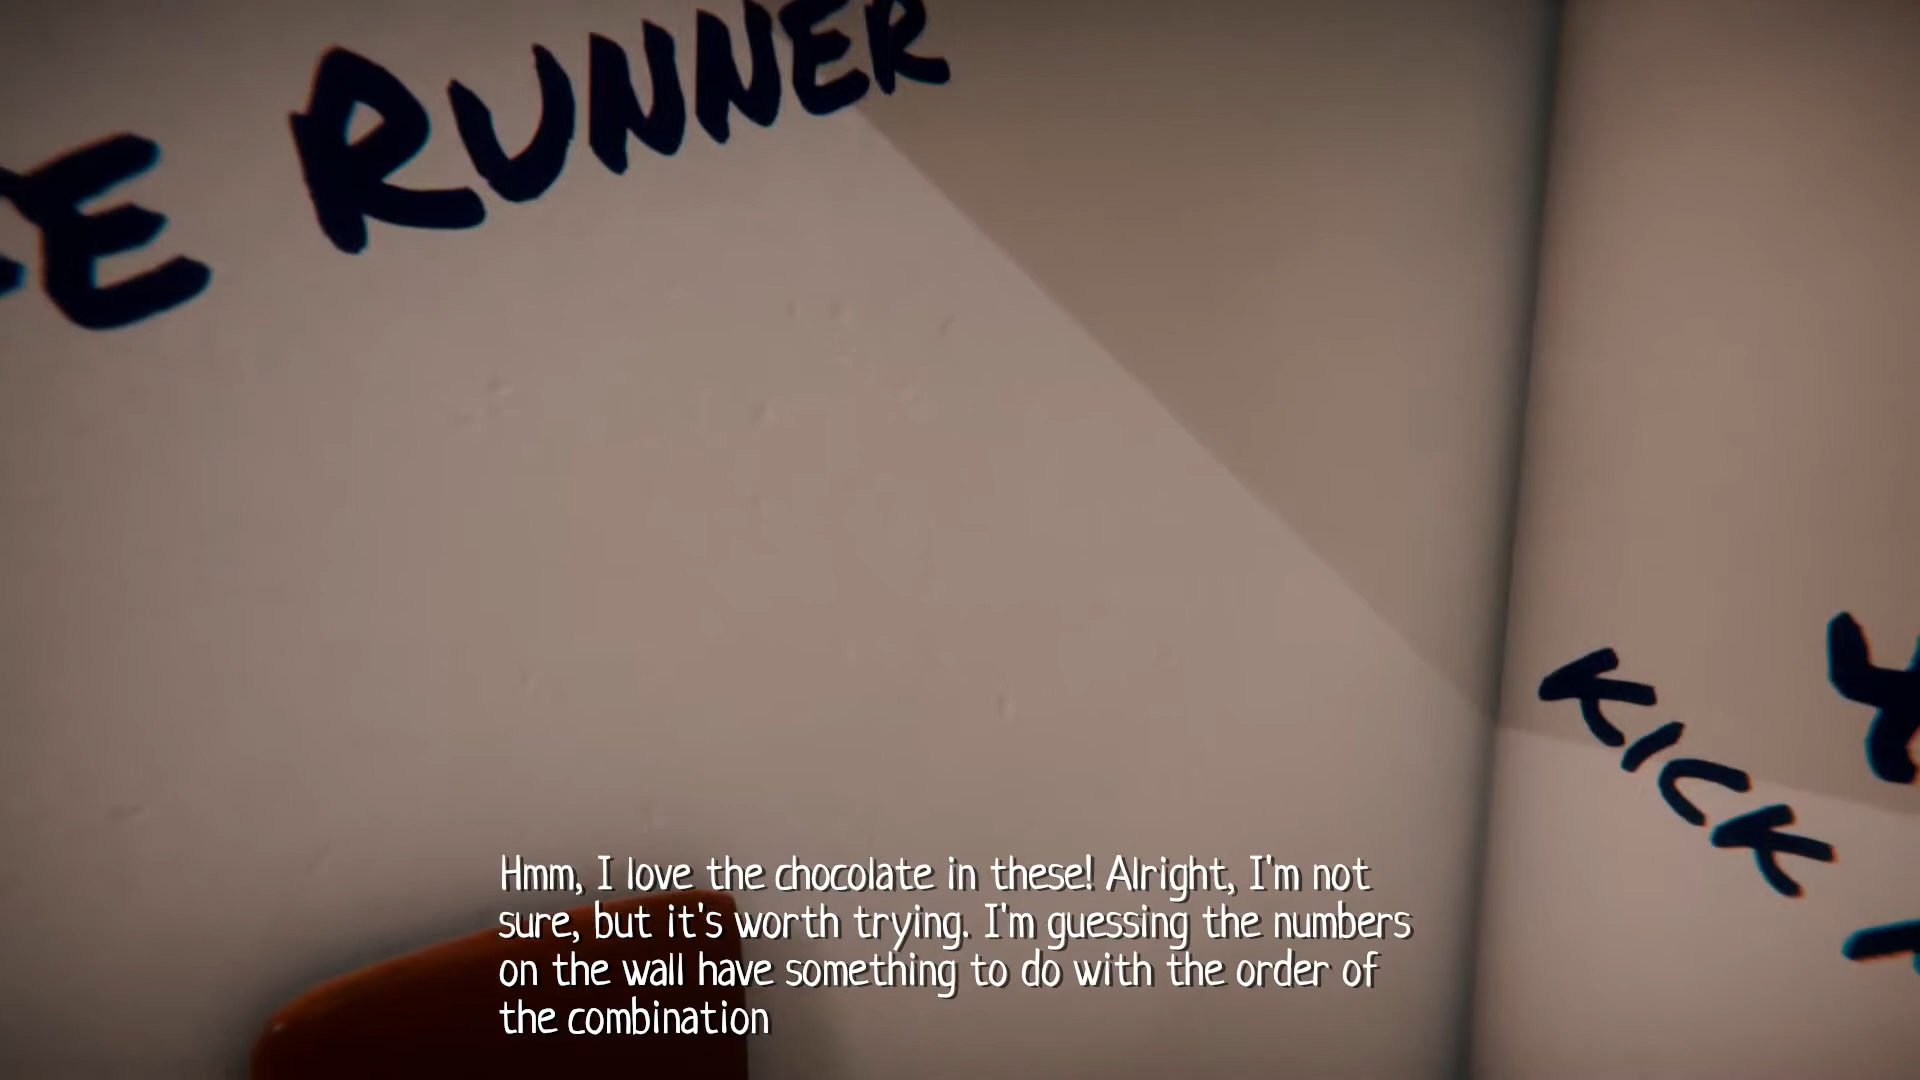 E RUNNER
KICK
Hmm, I love the chocolate in these! Alright, I'm not
sure, but it's worth trying. I'm guessing the numbers
on the wall have something to do with the order of
the combination